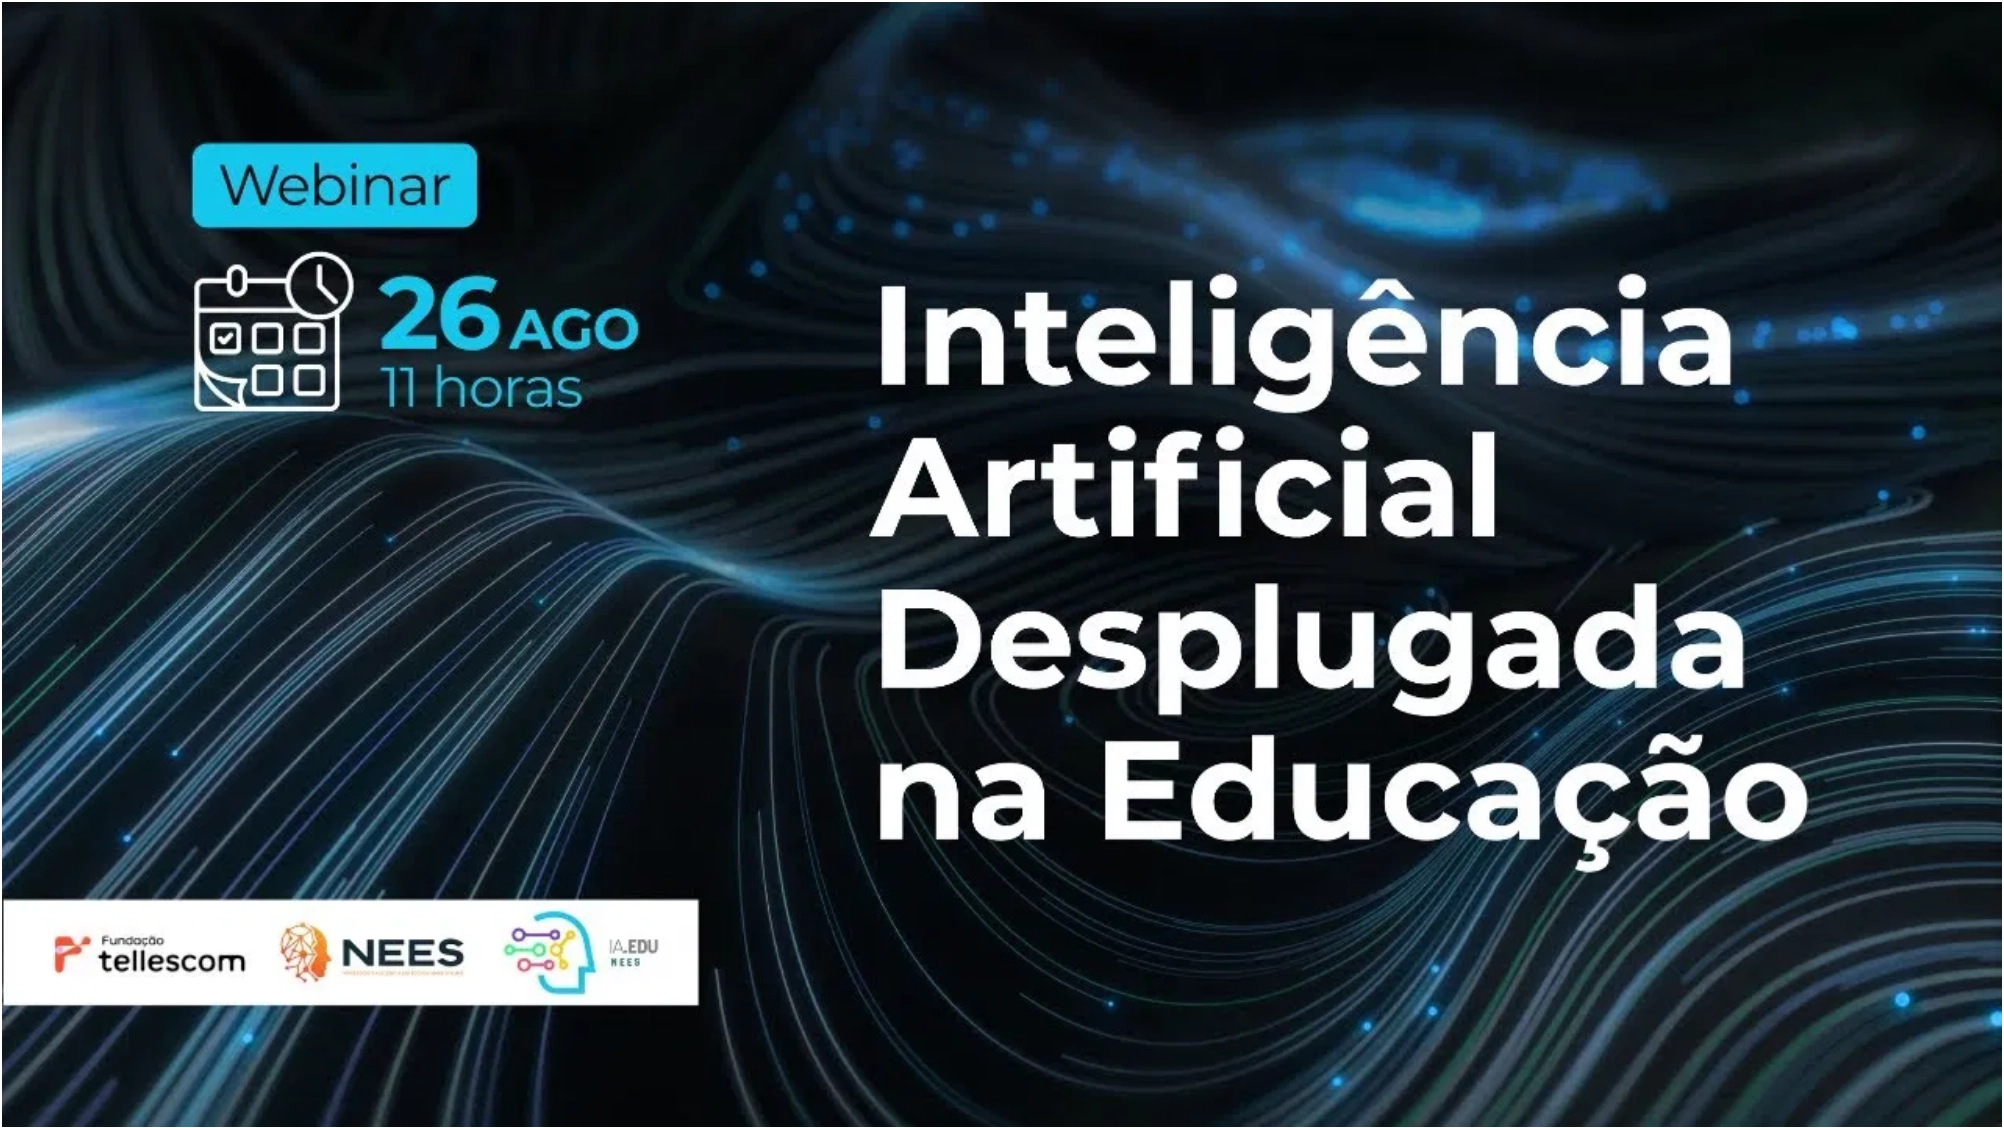 Webinar
26 AGO
11 horas
Inteligência
Artificial
Desplugada
na Educação
Fundação
tellescom
NEES
IA.EDU
NEES